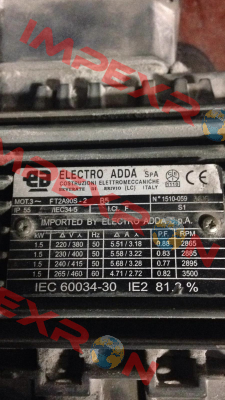 IMPEXRON
ELECTRO ADDA SpA
COSTRUZIONI ELETTROMECCANICHE
BEVERATE DI BRIVIO (LC) ITALY
MOT.3~ FT2A90S-2 B5 N°1510-059
IP 55 IEC34-5 I.Cl. F S1
IMPORTED BY ELECTRO ADDA S.p.A.
kW V Hz A P.F. RPM
1.5 220 / 380 50 5.51 / 3.18 0.88 2865
1.5 230 / 400 50 5.58 / 3.22 0.83 2885
1.5 240 / 415 50 5.68 / 3.28 0.77 2895
1.5 265 / 460 60 4.71 / 2.72 0.82 3500
IEC 60034-30 IE2 81.3 %